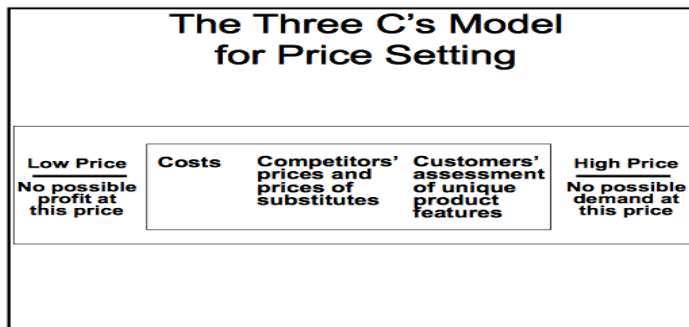 The Three C's Model
for Price Setting
Low Price
No possible
profit at
this price
Costs
Competitors'
prices and
prices of
substitutes
Customers'
assessment
of unique
product
features
High Price
No possible
demand at
this price